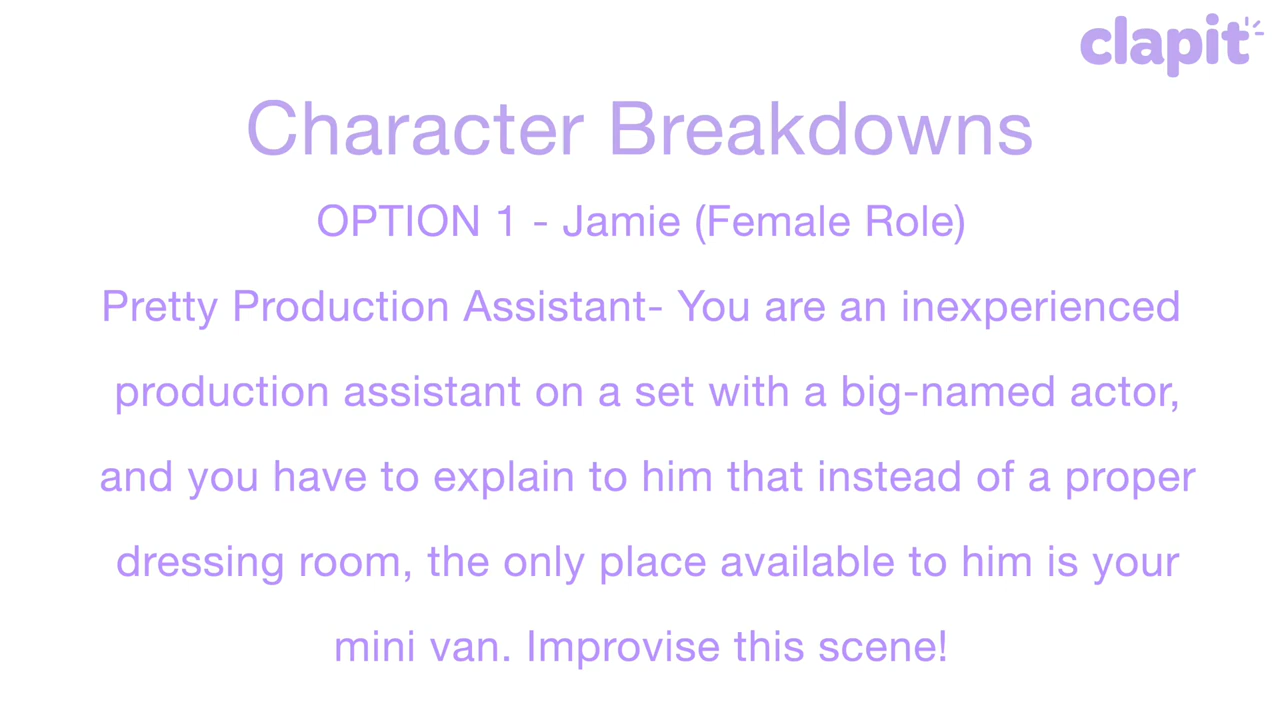 clapit
Character Breakdowns
OPTION 1 - Jamie (Female Role)
Pretty Production Assistant- You are an inexperienced
production assistant on a set with a big-named actor,
and you have to explain to him that instead of a proper
dressing room, the only place available to him is your
mini van. Improvise this scene!